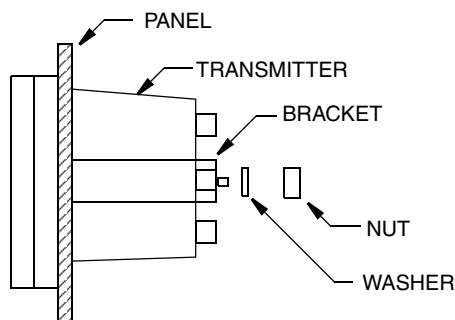 PANEL
TRANSMITTER
BRACKET
NUT
WASHER